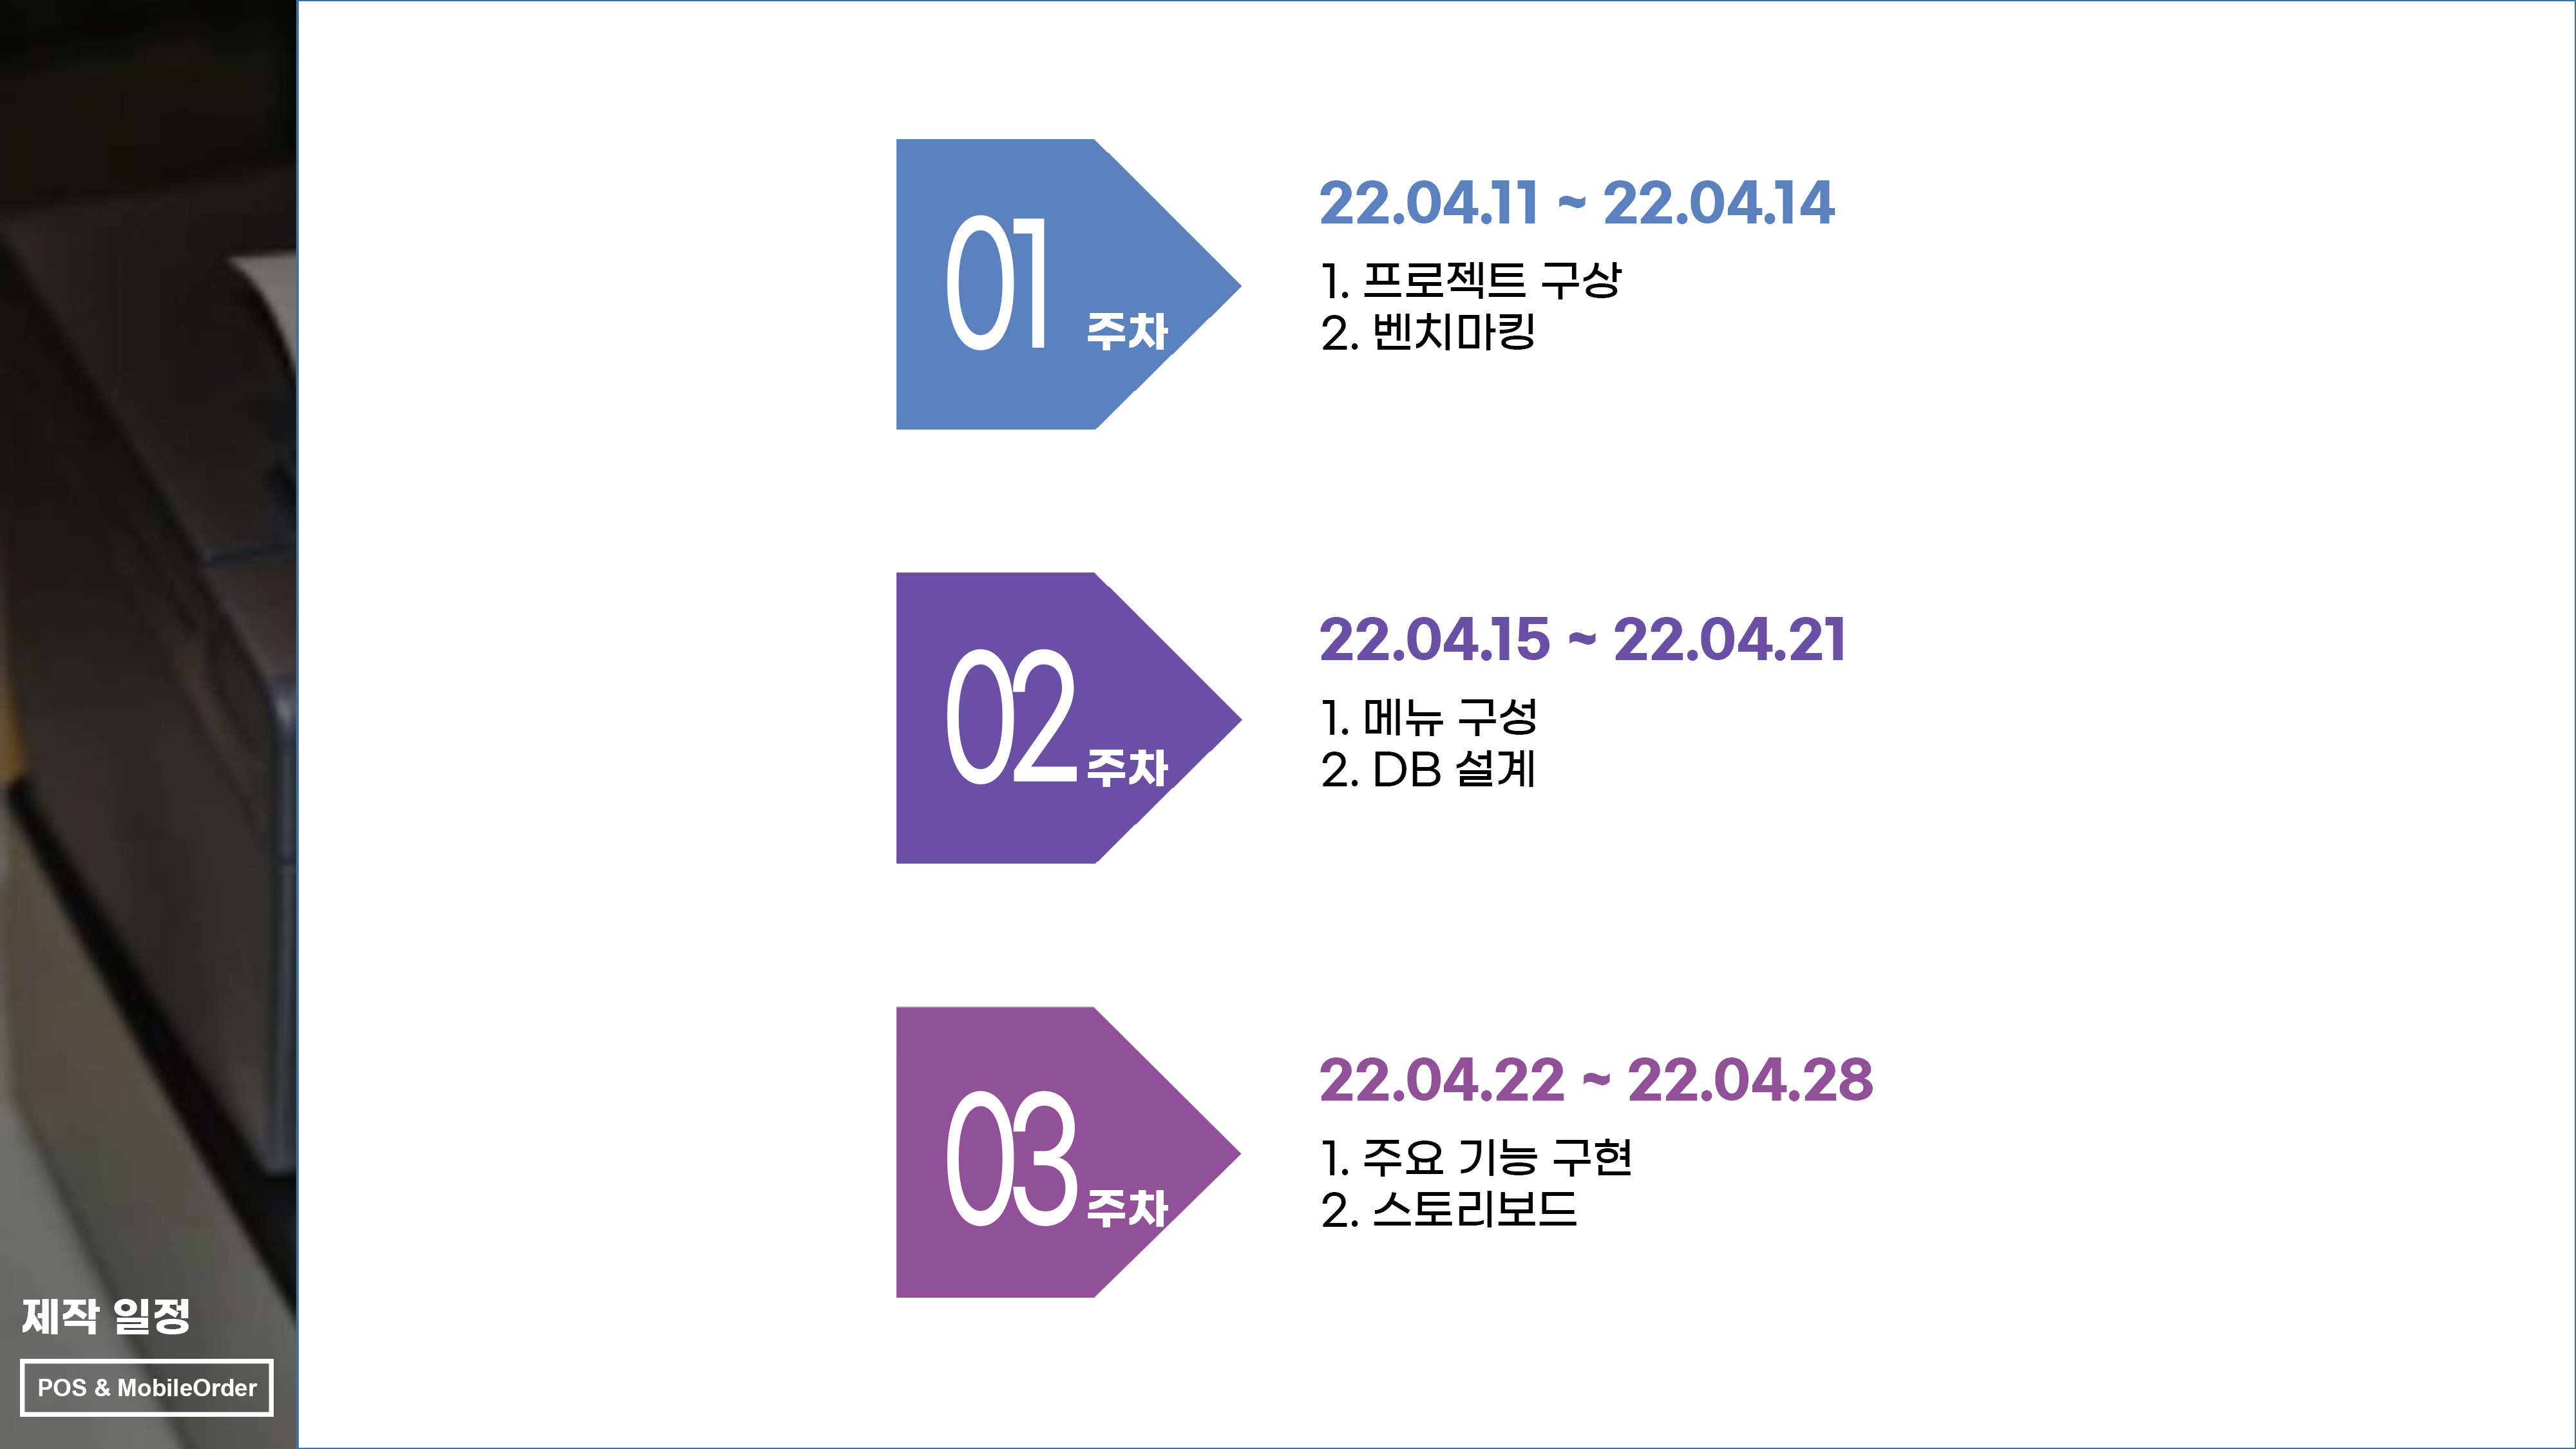 01 주차
22.04.11 ~ 22.04.14
1. 프로젝트 구상
2. 벤치마킹
02 주차
22.04.15 ~ 22.04.21
1. 메뉴 구성
2. DB 설계
03 주차
22.04.22 ~ 22.04.28
1. 주요 기능 구현
2. 스토리보드
제작 일정
POS & MobileOrder